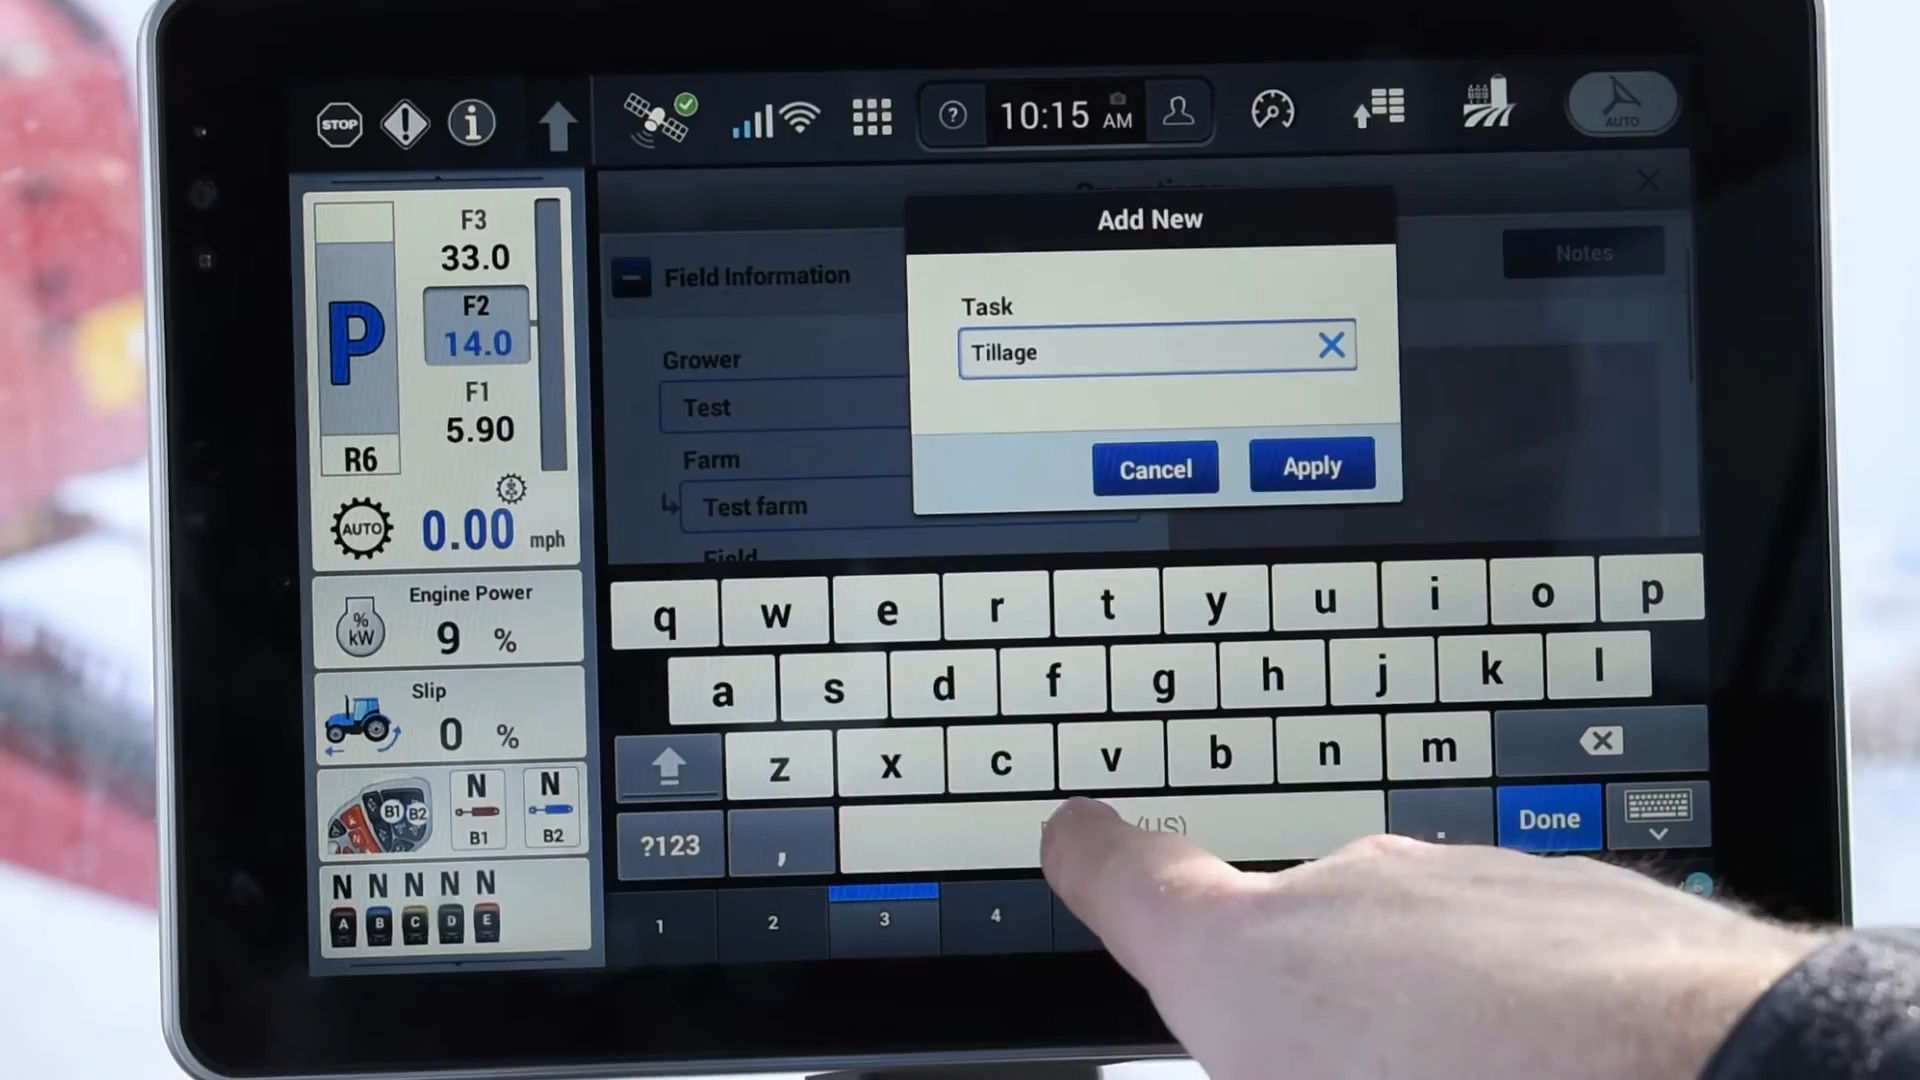 STOP
10:15 AM
AUTO
F3
33.0
F2
14.0
F1
5.90
P
R6
AUTO
0.00 mph
Engine Power
% kW
9 %
Slip
0 %
B1 B2
N N
B1 B2
N N N N N
A B C D E
Notes
Field Information
Grower
Test
Farm
Test farm
Field
Add New
Task
Tillage
Cancel Apply
q w e r t y u i o p
a s d f g h j k l
z x c v b n m
?123 , (US) . Done
1 2 3 4